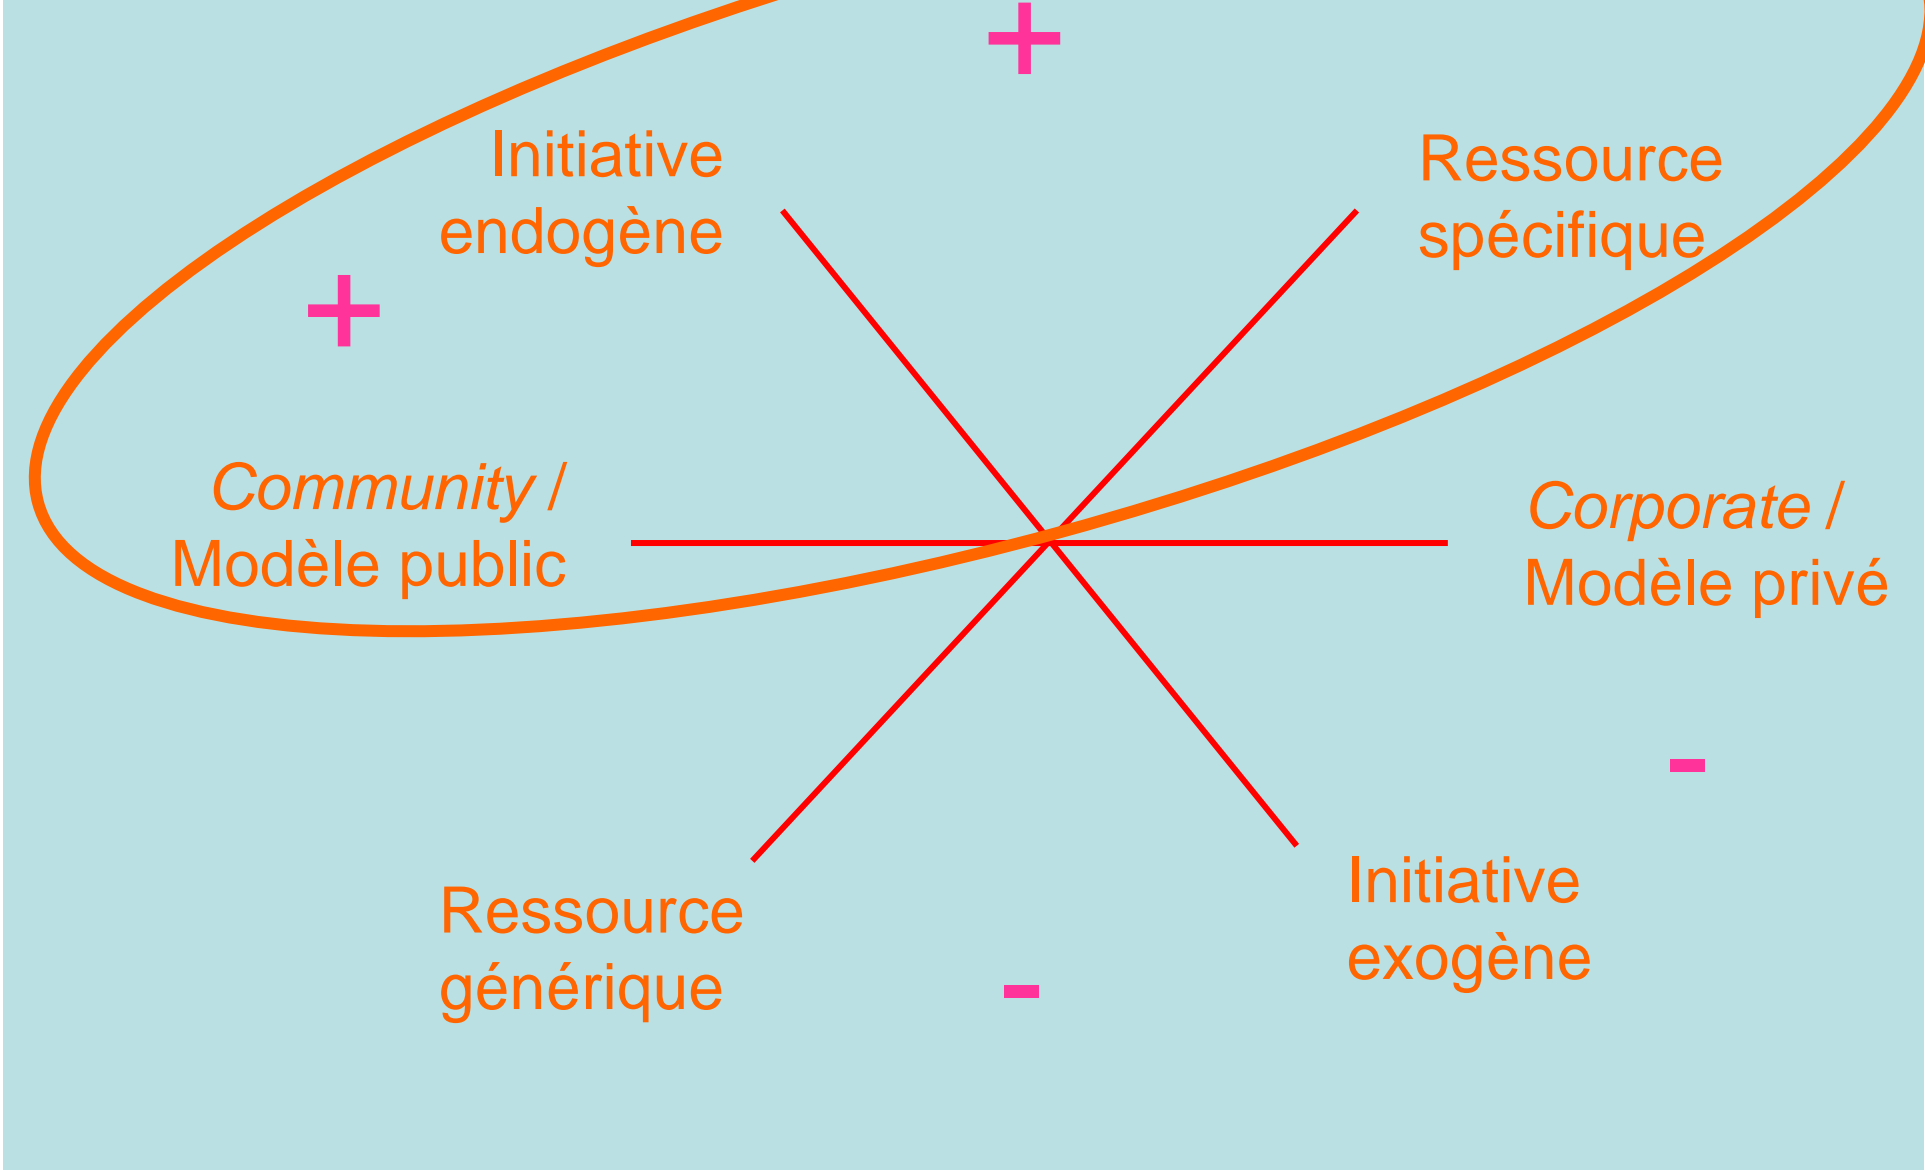 +
Initiative
endogène
Ressource
spécifique
+
Community /
Modèle public
Corporate /
Modèle privé
-
Initiative
exogène
Ressource
générique
-